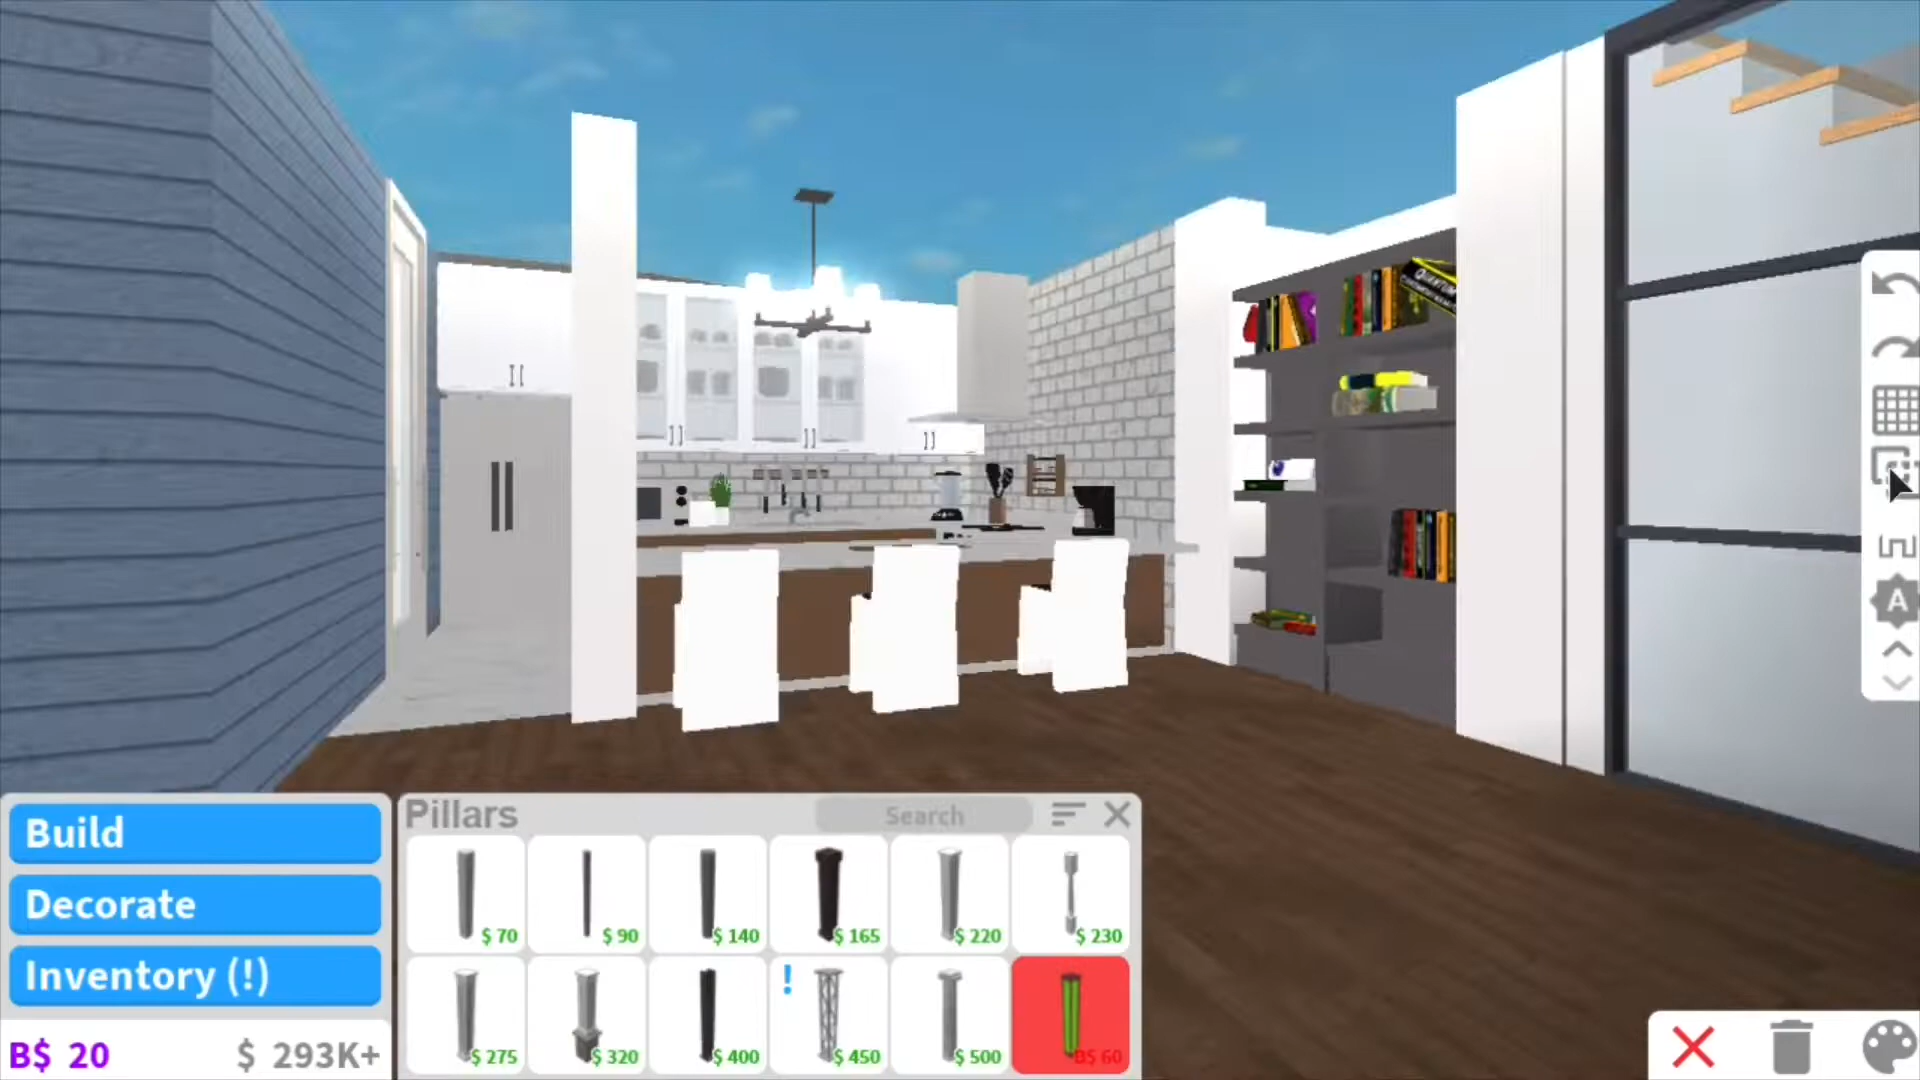 QUANTUM
A
Build
Decorate
Inventory (!)
B$ 20 $ 293K+
Pillars Search
$ 70 $ 90 $ 140 $ 165 $ 220 $ 230
! 
$ 275 $ 320 $ 400 $ 450 $ 500 B$ 60